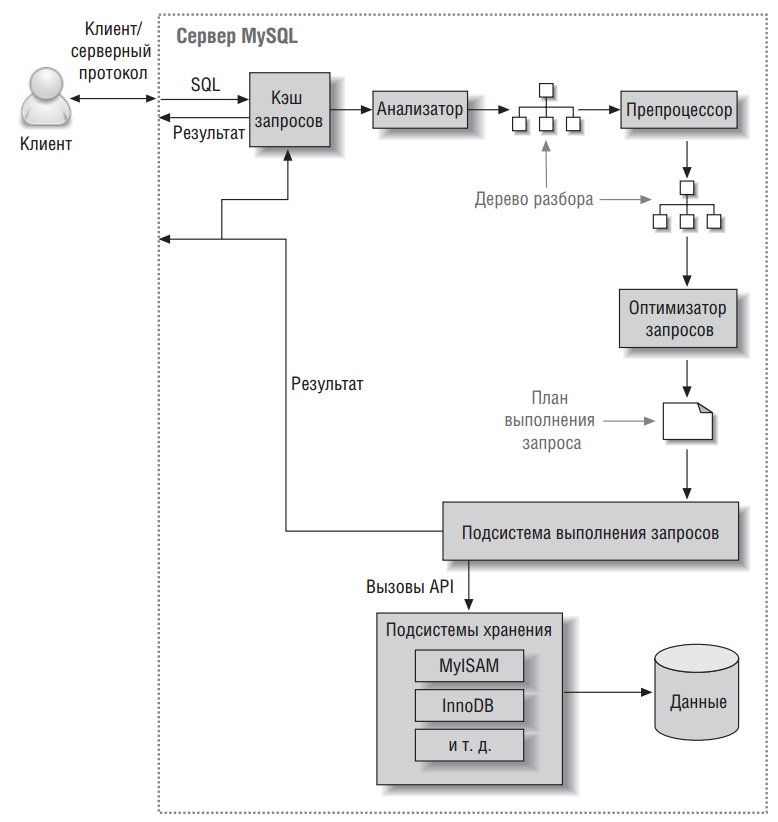 Клиент/
серверный
протокол
Сервер MySQL
SQL
Результат
Клиент
Кэш
запросов
Анализатор
Препроцессор
Дерево разбора
Оптимизатор
запросов
Результат
План
выполнения
запроса
Подсистема выполнения запросов
Вызовы API
Подсистемы хранения
MyISAM
InnoDB
и т. д.
Данные